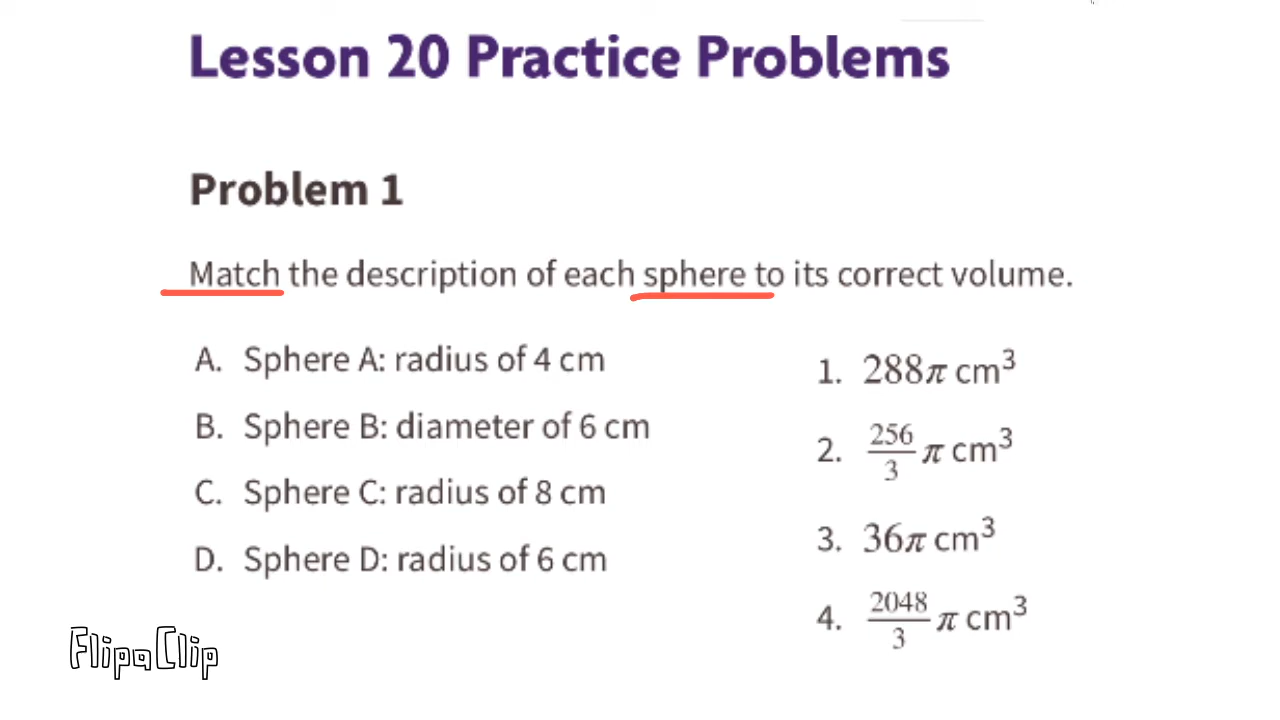 Lesson 20 Practice Problems
Problem 1
Match the description of each sphere to its correct volume.
A. Sphere A: radius of 4 cm
B. Sphere B: diameter of 6 cm
C. Sphere C: radius of 8 cm
D. Sphere D: radius of 6 cm
1. 288π cm³
2. 256/3 π cm³
3. 36π cm³
4. 2048/3 π cm³
FlipaClip